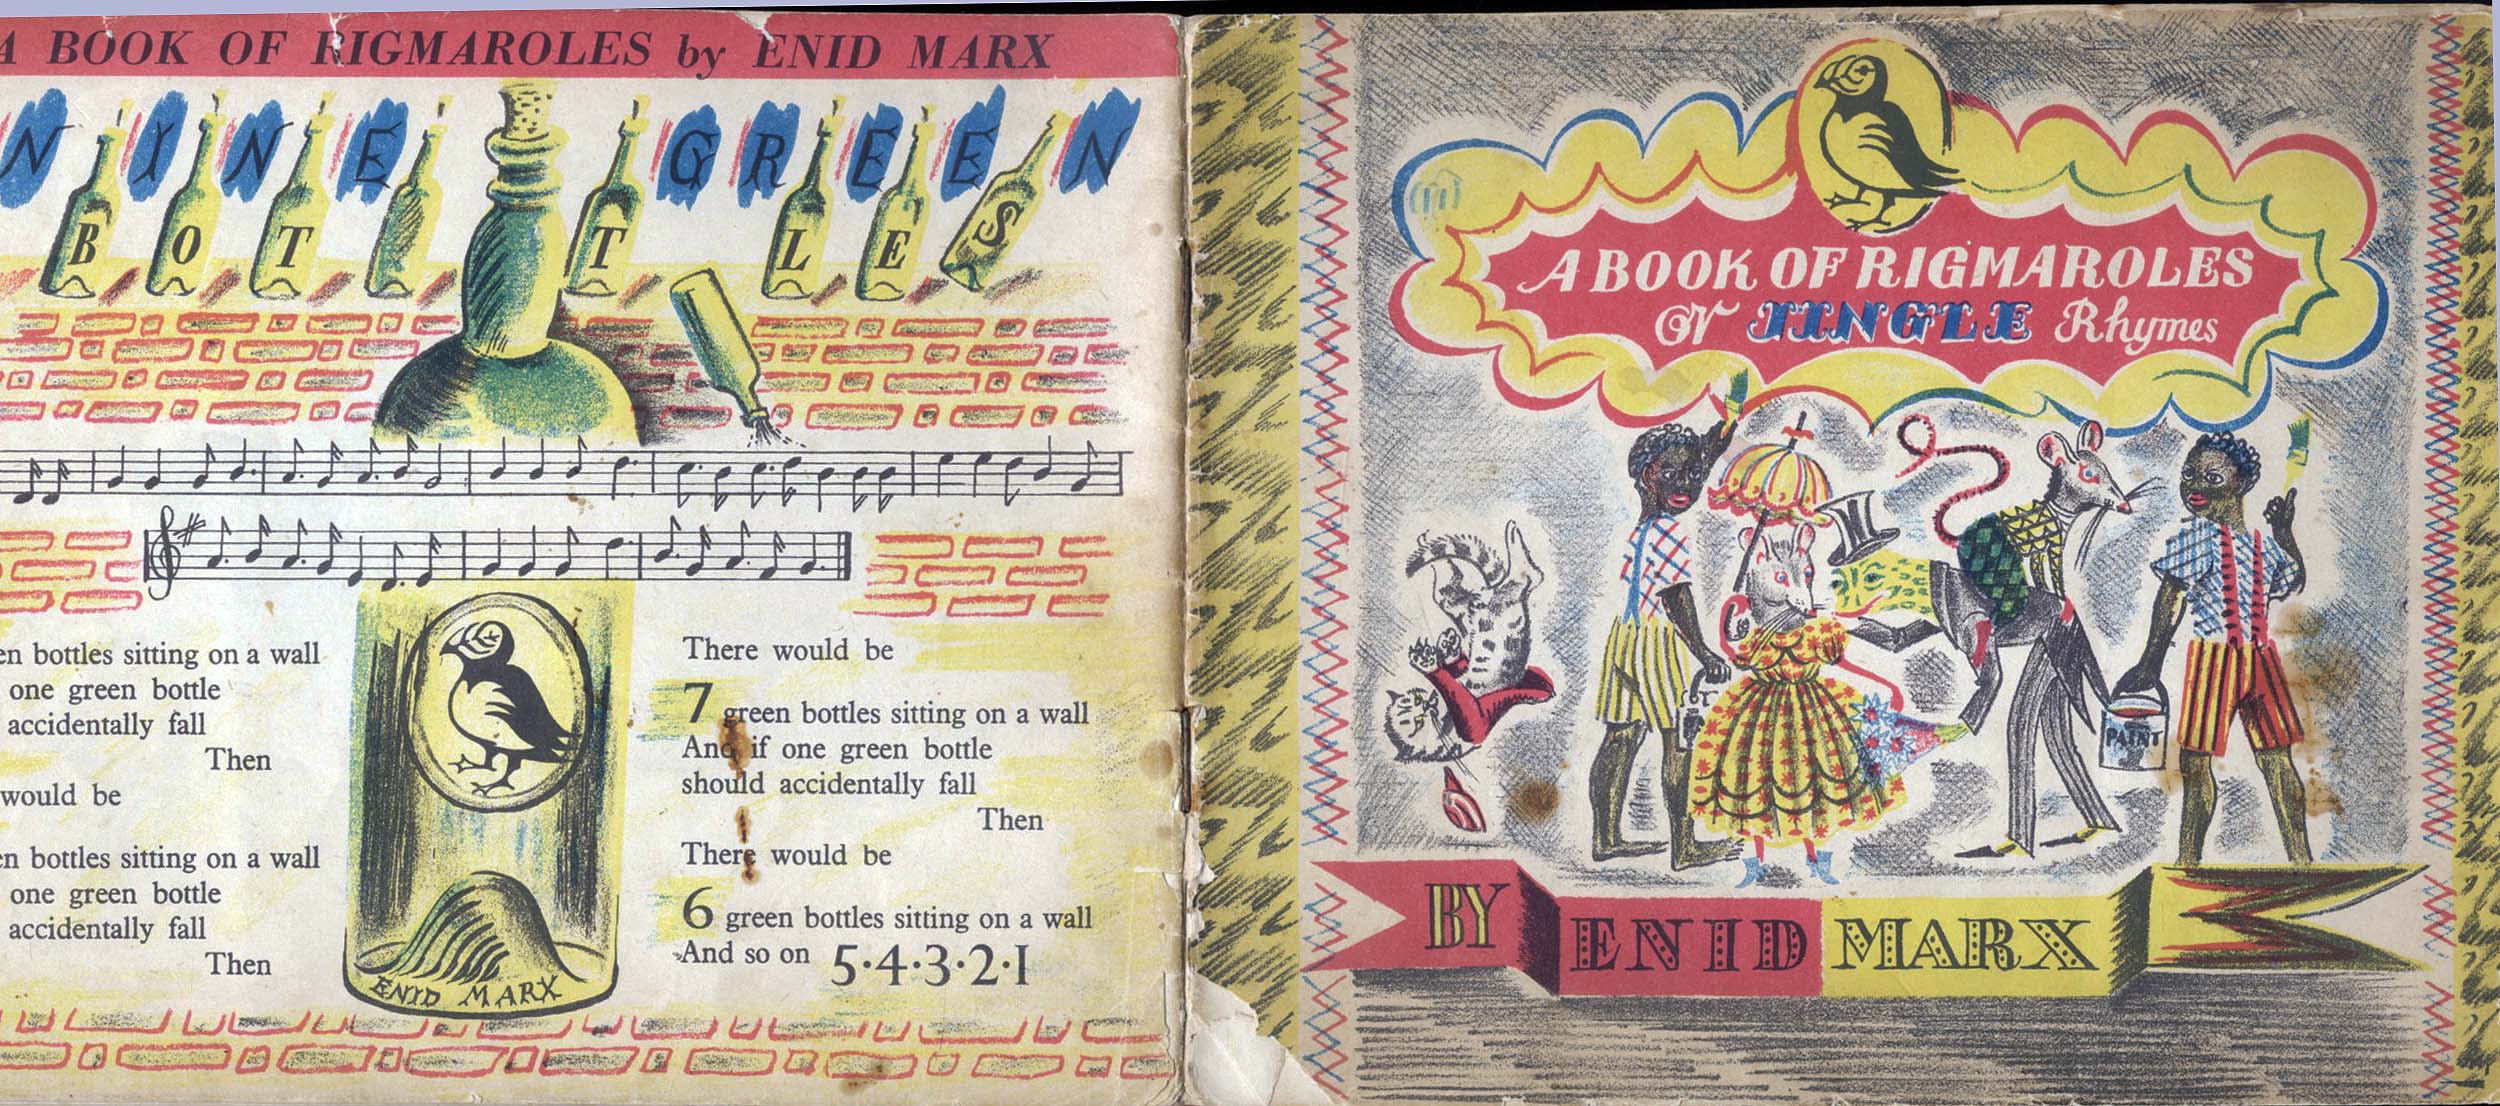 A BOOK OF RIGMAROLES by ENID MARX
NINE GREEN
BOTTLES
en bottles sitting on a wall
one green bottle
accidentally fall
Then
would be
en bottles sitting on a wall
one green bottle
accidentally fall
Then
ENID MARX
There would be
7 green bottles sitting on a wall
And if one green bottle
should accidentally fall
Then
There would be
6 green bottles sitting on a wall
And so on 5·4·3·2·1
A BOOK OF RIGMAROLES
OR JINGLE Rhymes
PAINT
BY ENID MARX